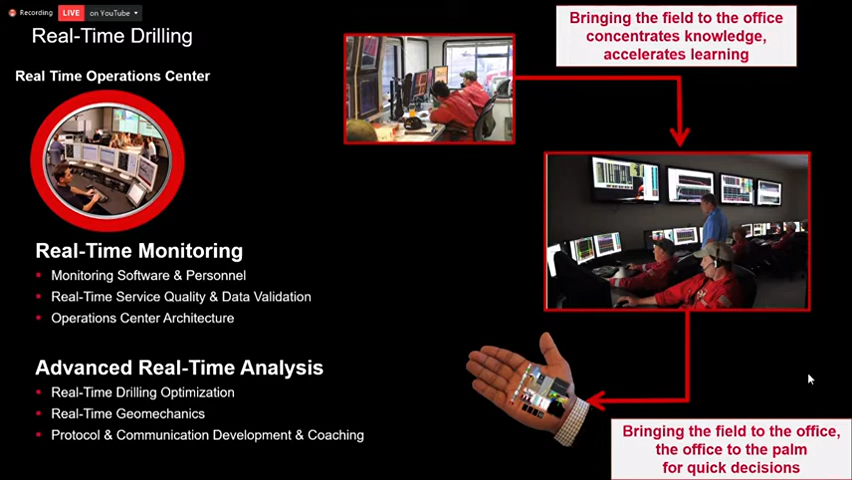 Recording
LIVE
on YouTube
Real-Time Drilling
Bringing the field to the office
concentrates knowledge,
accelerates learning
Real Time Operations Center
Real-Time Monitoring
Monitoring Software & Personnel
Real-Time Service Quality & Data Validation
Operations Center Architecture
Advanced Real-Time Analysis
Real-Time Drilling Optimization
Real-Time Geomechanics
Protocol & Communication Development & Coaching
Bringing the field to the office,
the office to the palm
for quick decisions